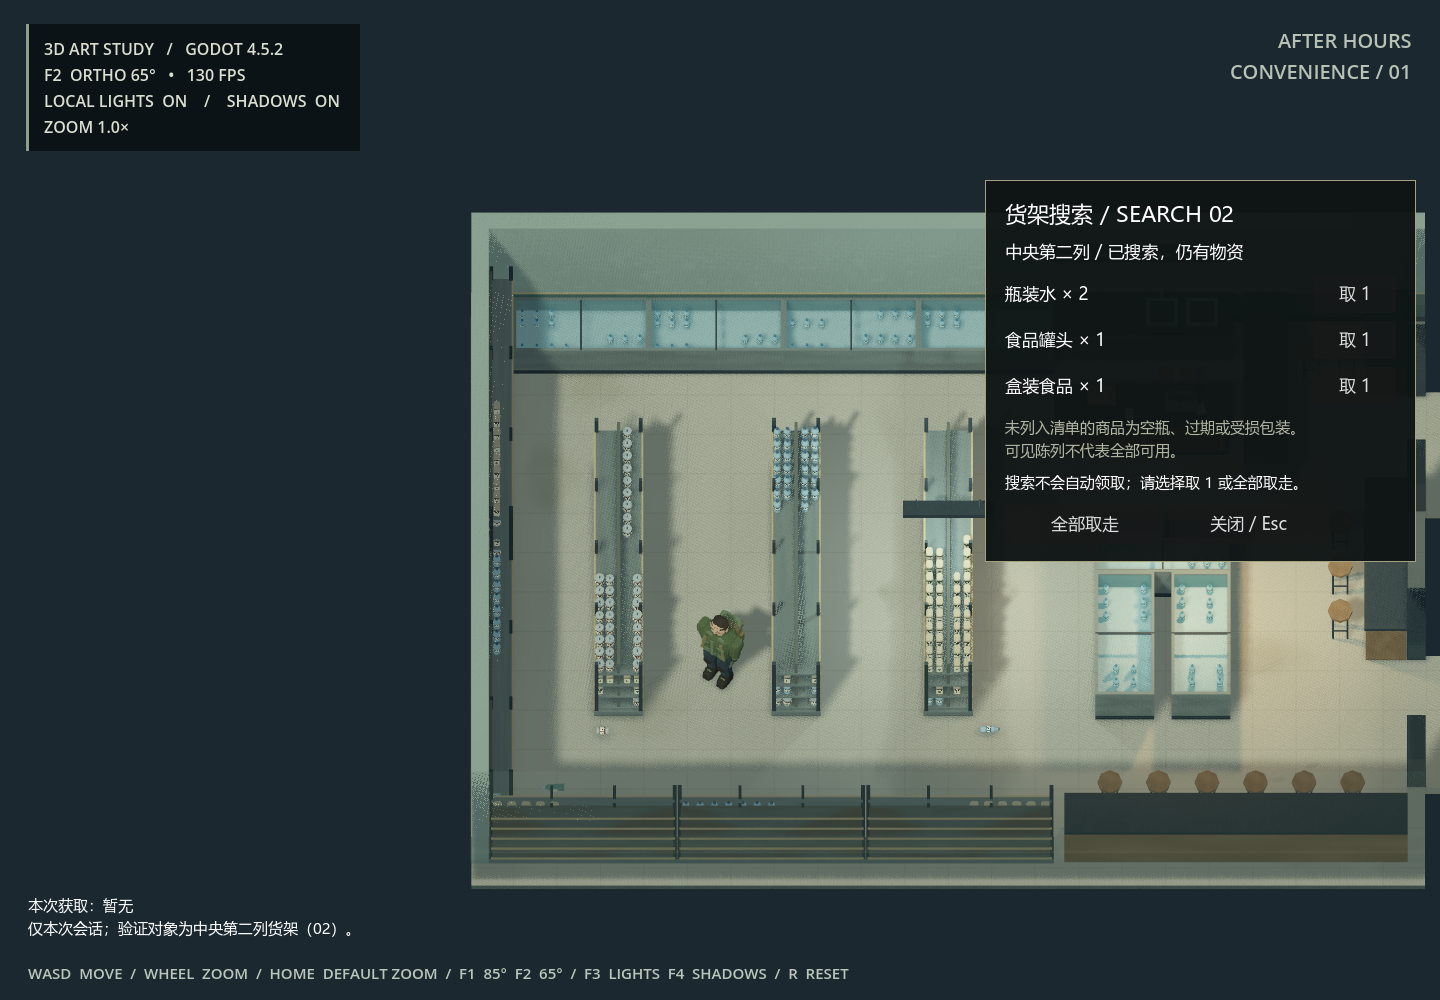 3D ART STUDY / GODOT 4.5.2
F2 ORTHO 65° • 130 FPS
LOCAL LIGHTS ON / SHADOWS ON
ZOOM 1.0×
AFTER HOURS
CONVENIENCE / 01
货架搜索 / SEARCH 02
中央第二列 / 已搜索，仍有物资
瓶装水 × 2 取 1
食品罐头 × 1 取 1
盒装食品 × 1 取 1
未列入清单的商品为空瓶、过期或受损包装。
可见陈列不代表全部可用。
搜索不会自动领取；请选择取 1 或全部取走。
全部取走 关闭 / Esc
本次获取：暂无
仅本次会话；验证对象为中央第二列货架（02）。
WASD MOVE / WHEEL ZOOM / HOME DEFAULT ZOOM / F1 85° F2 65° / F3 LIGHTS F4 SHADOWS / R RESET